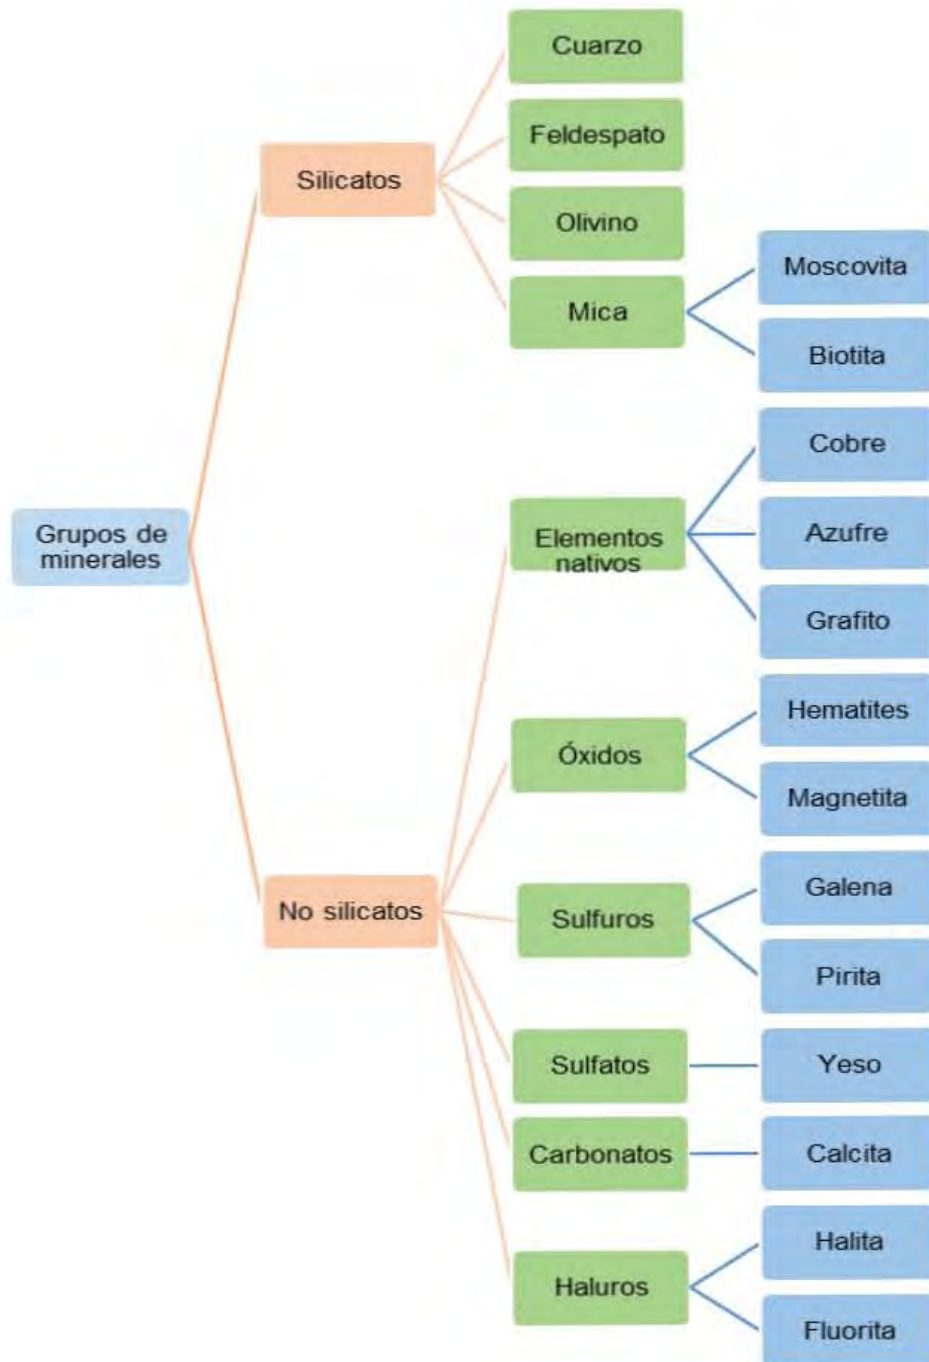 Grupos de
minerales
Silicatos
Cuarzo
Feldespato
Olivino
Mica
Moscovita
Biotita
No silicatos
Elementos
nativos
Cobre
Azufre
Grafito
Óxidos
Hematites
Magnetita
Sulfuros
Galena
Pirita
Sulfatos
Yeso
Carbonatos
Calcita
Haluros
Halita
Fluorita